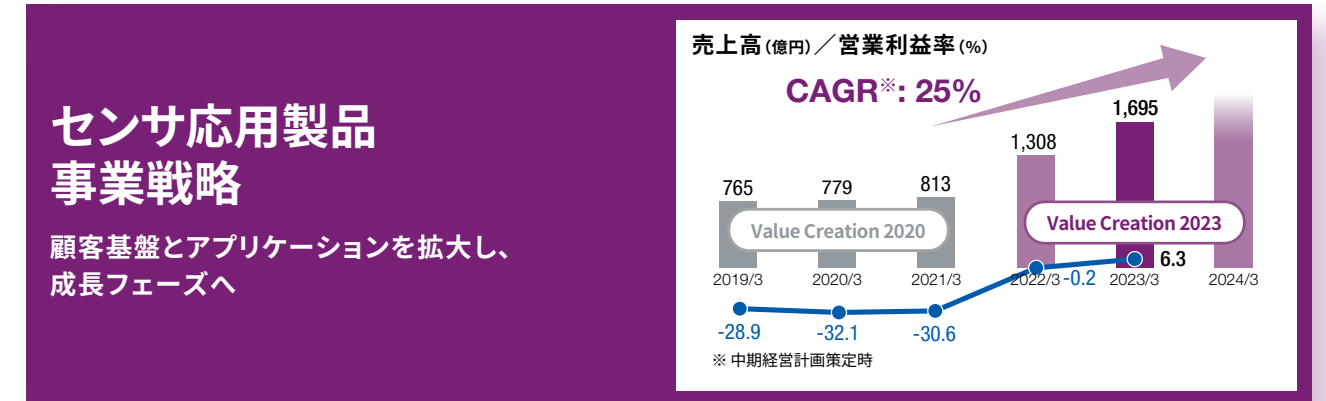 センサ応用製品
事業戦略
顧客基盤とアプリケーションを拡大し、
成長フェーズへ
売上高(億円)／営業利益率(%)
CAGR※: 25%
765
779
813
1,308
1,695
Value Creation 2020
Value Creation 2023
2019/3
2020/3
2021/3
2022/3
2023/3
2024/3
-28.9
-32.1
-30.6
-0.2
6.3
※ 中期経営計画策定時